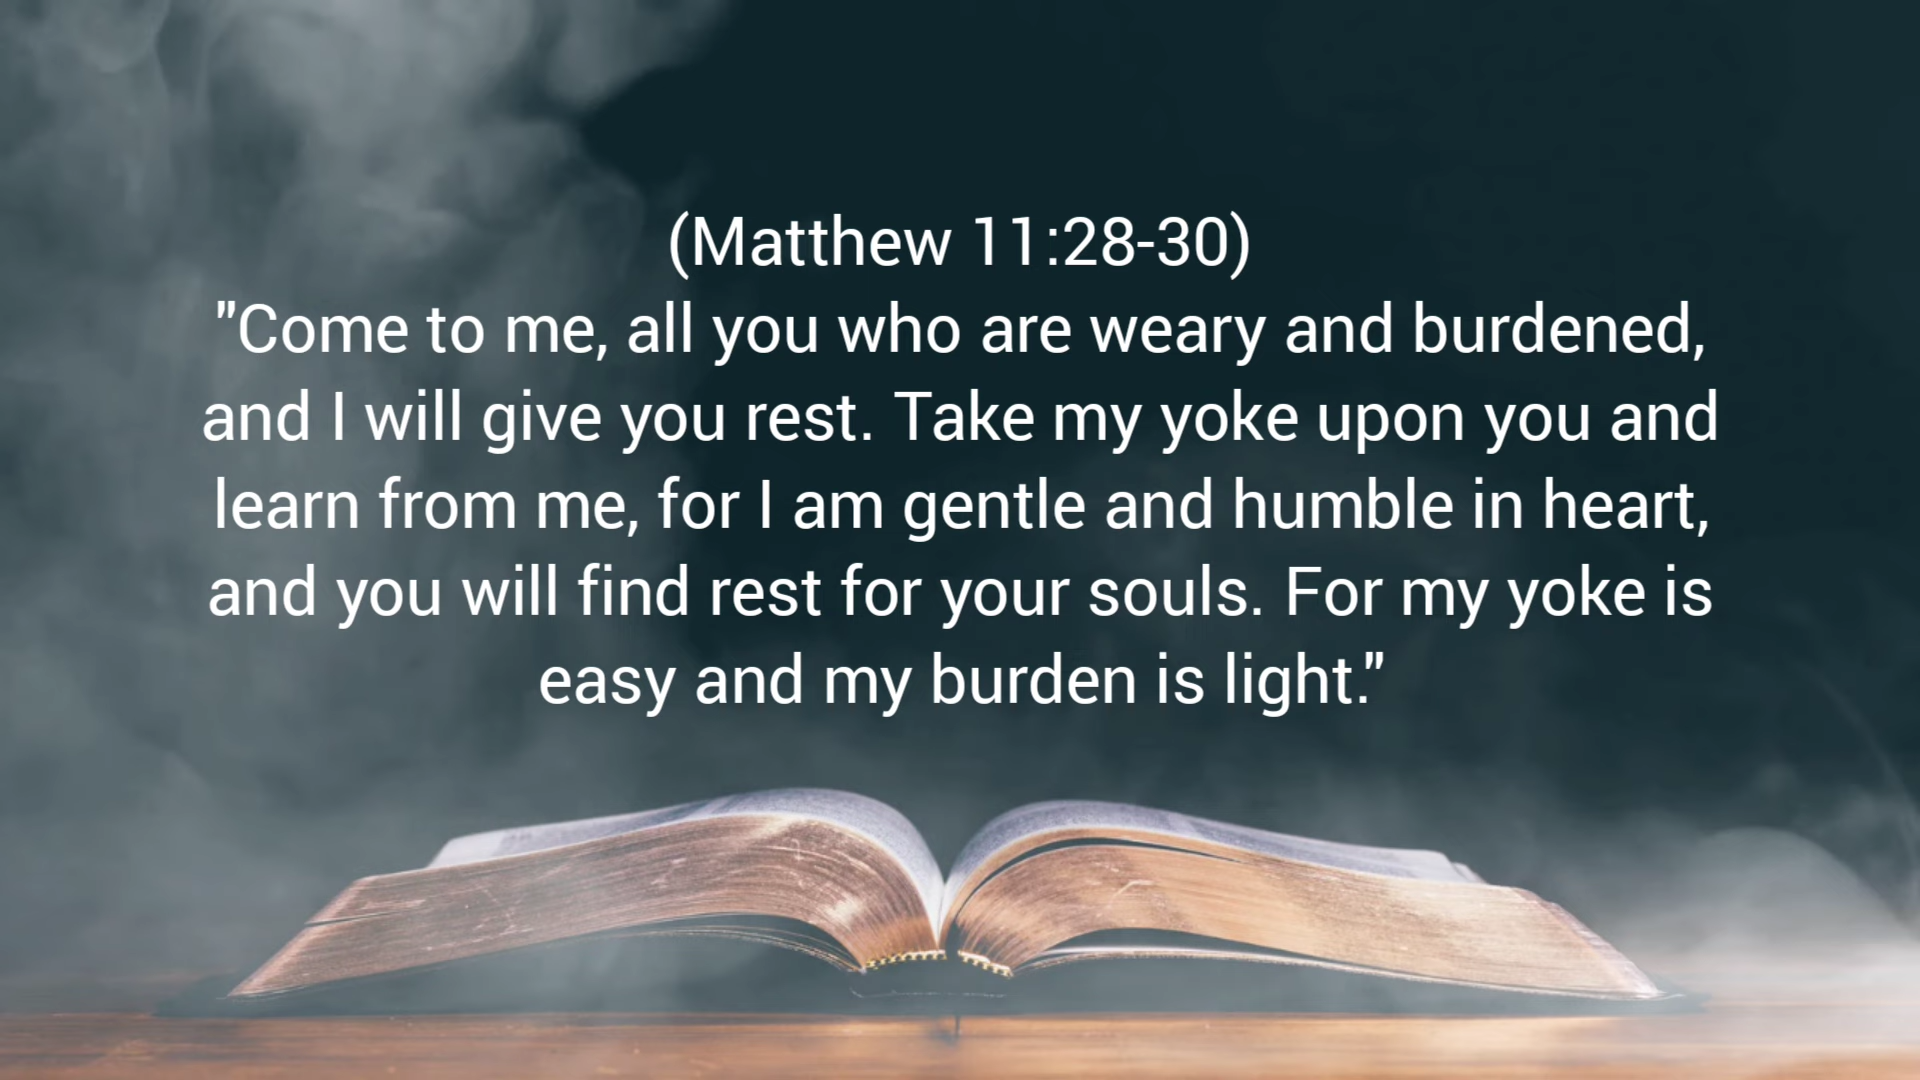 (Matthew 11:28-30)
"Come to me, all you who are weary and burdened,
and I will give you rest. Take my yoke upon you and
learn from me, for I am gentle and humble in heart,
and you will find rest for your souls. For my yoke is
easy and my burden is light."